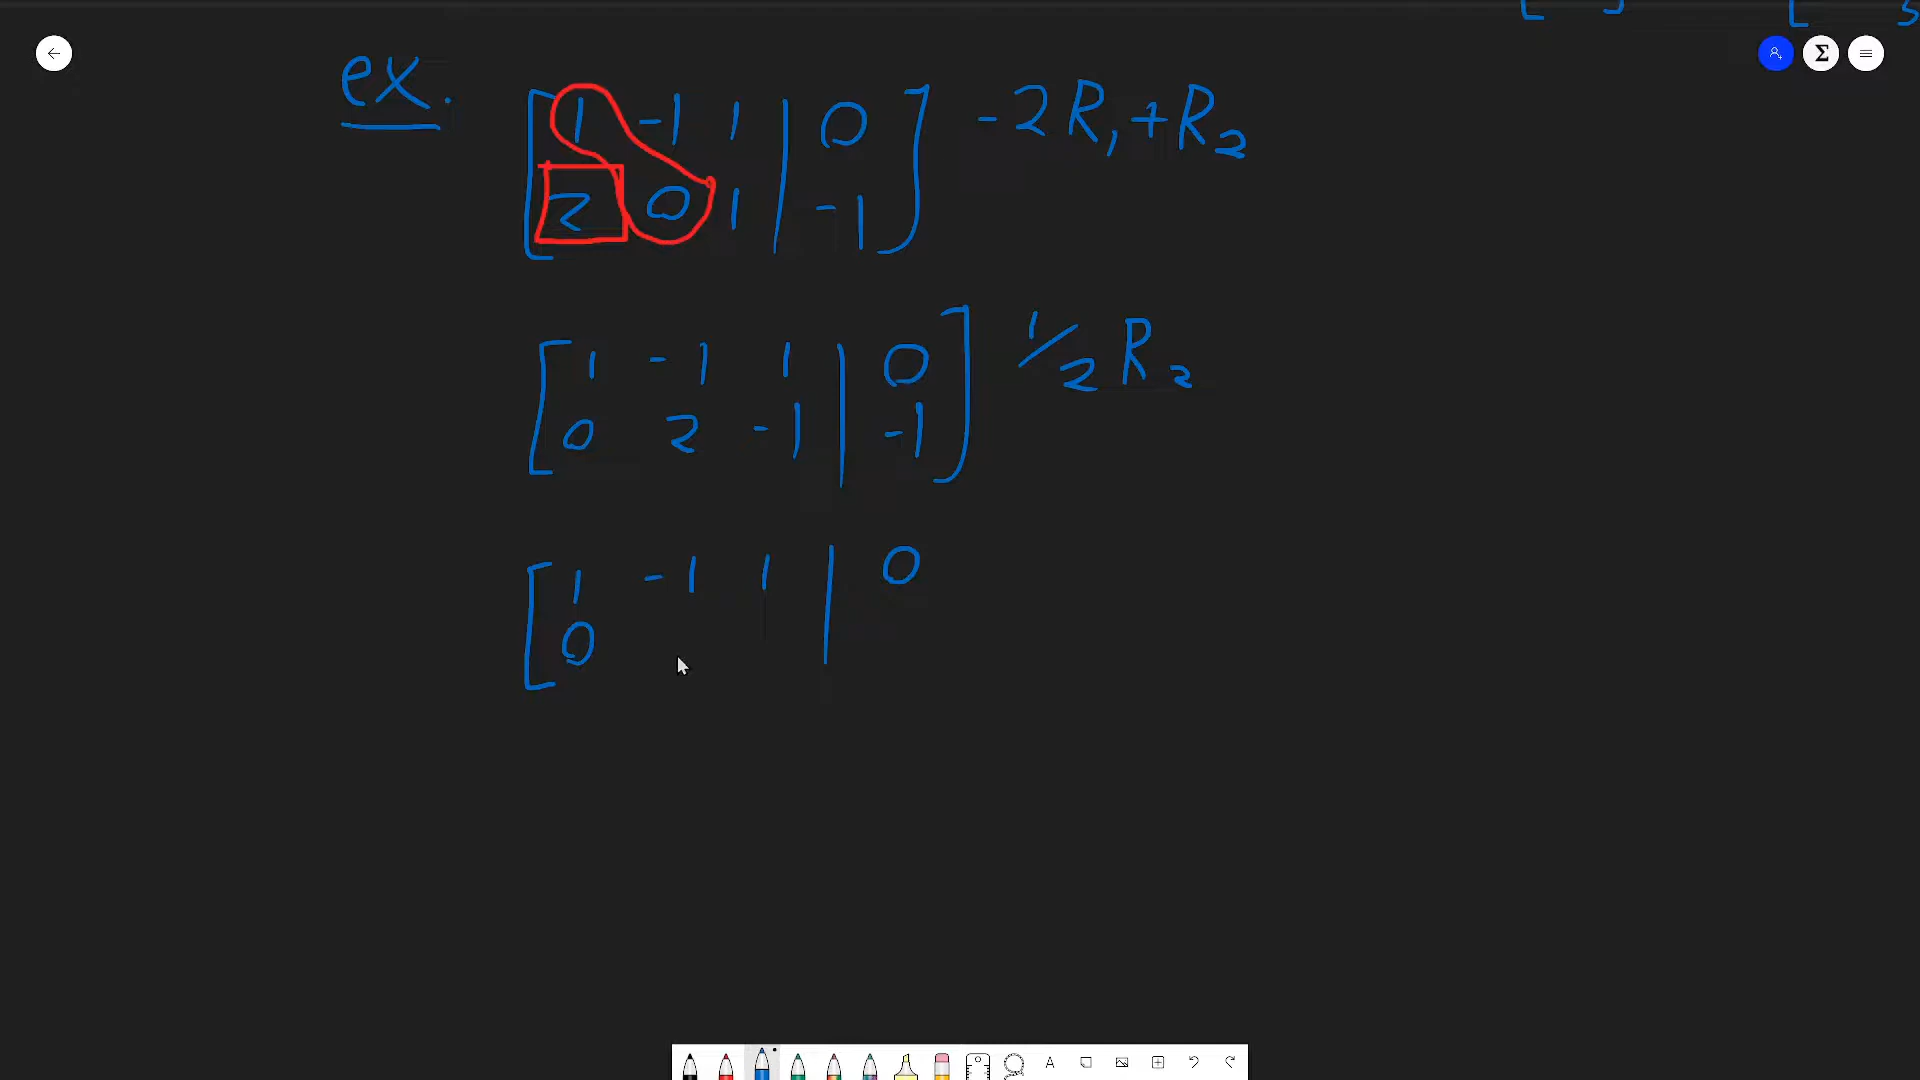 ex.
[1 -1 1 | 0] -2R₁+R₂
[2 0 1 | -1]
[1 -1 1 | 0] 1/2 R₂
[0 2 -1 | -1]
[1 -1 1 | 0
[0 |
Σ
A